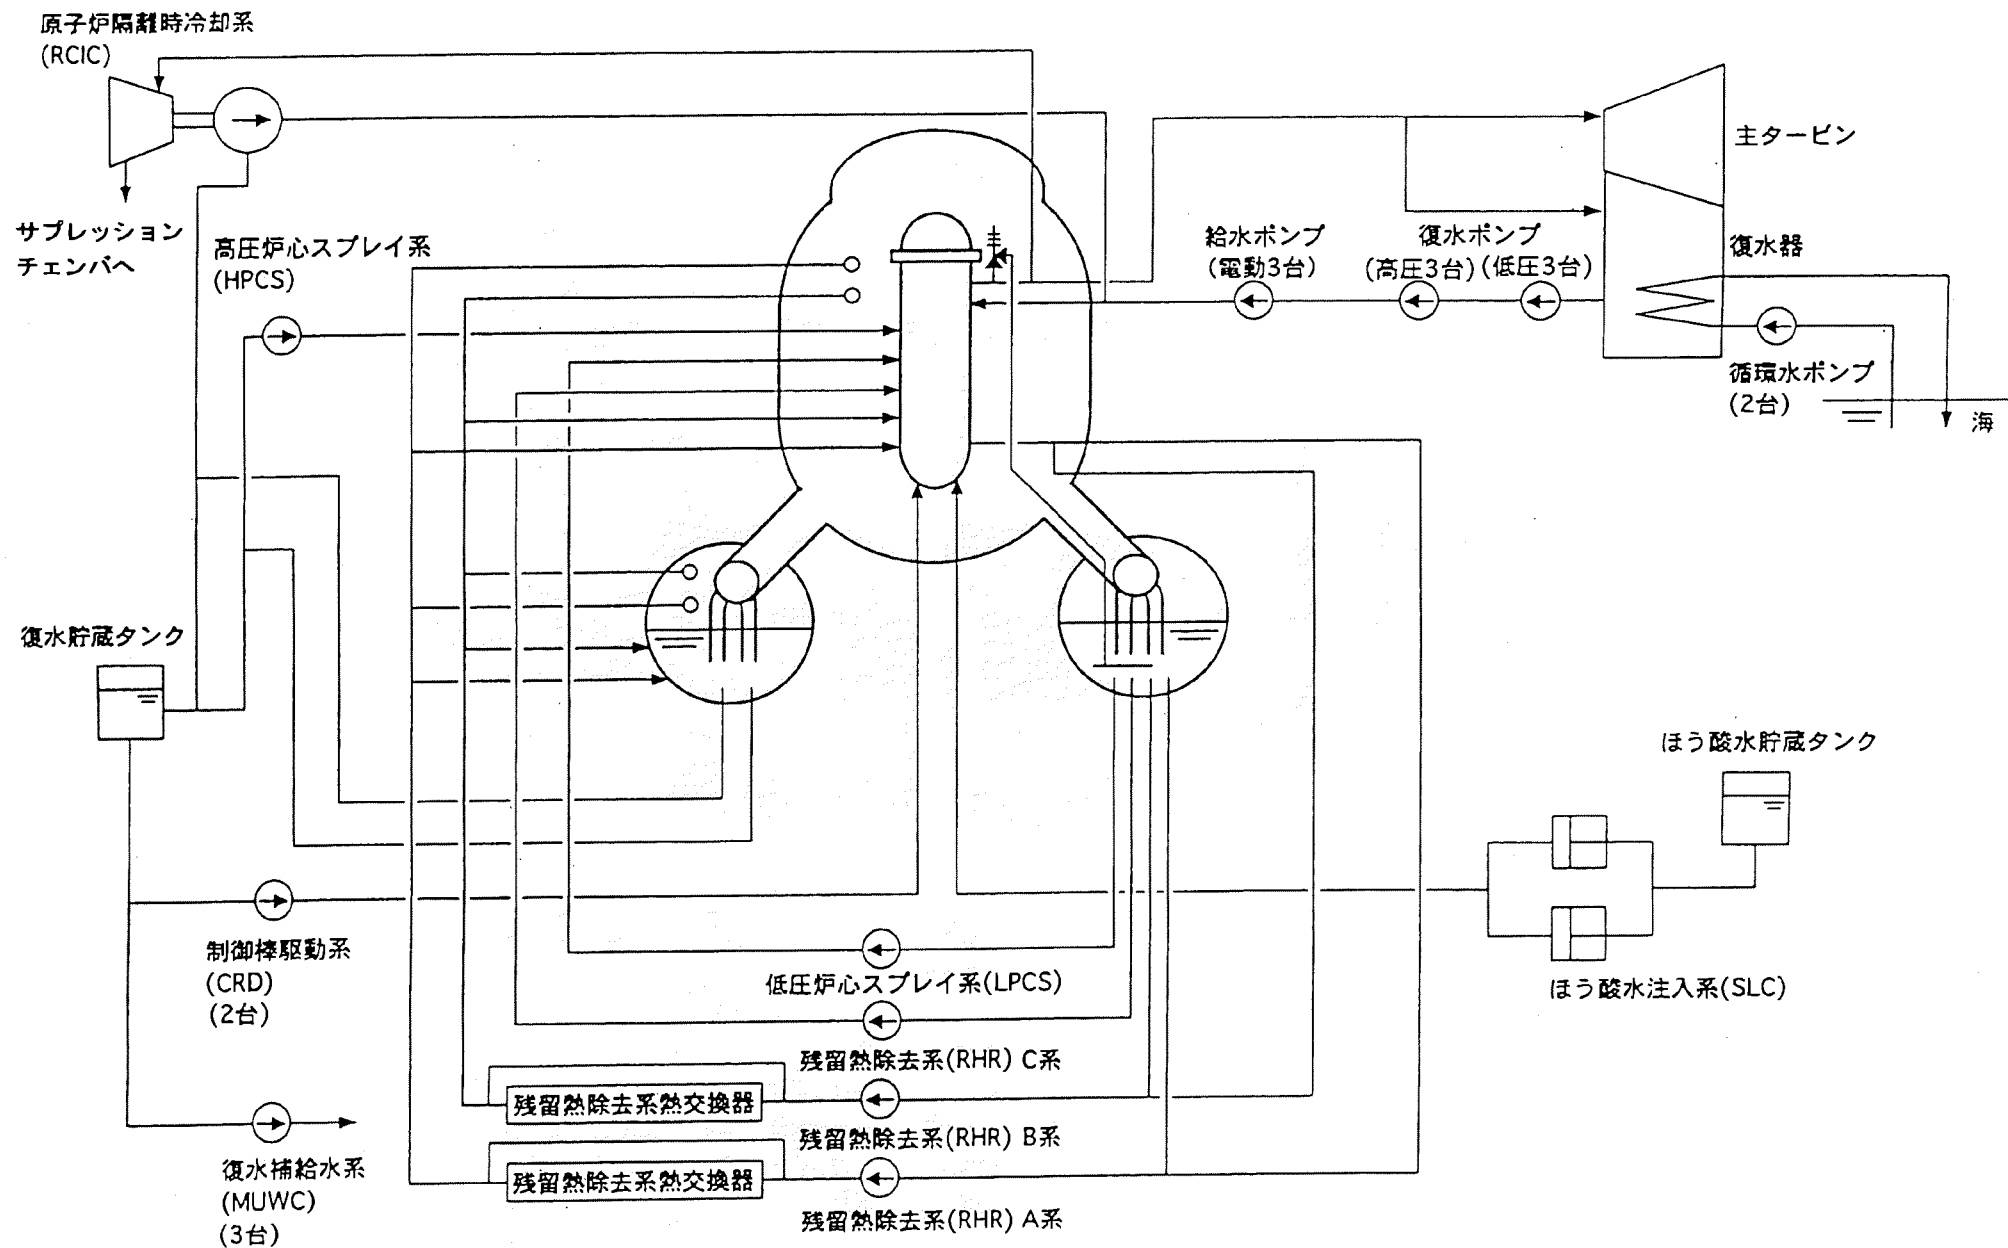 原子炉隔離時冷却系
(RCIC)
サプレッション
チェンバへ
高圧炉心スプレイ系
(HPCS)
主タービン
給水ポンプ
(電動3台)
復水ポンプ
(高圧3台)(低圧3台)
復水器
循環水ポンプ
(2台)
海
復水貯蔵タンク
ほう酸水貯蔵タンク
制御棒駆動系
(CRD)
(2台)
低圧炉心スプレイ系(LPCS)
ほう酸水注入系(SLC)
残留熱除去系(RHR) C系
残留熱除去系熱交換器
残留熱除去系(RHR) B系
残留熱除去系熱交換器
残留熱除去系(RHR) A系
復水補給水系
(MUWC)
(3台)